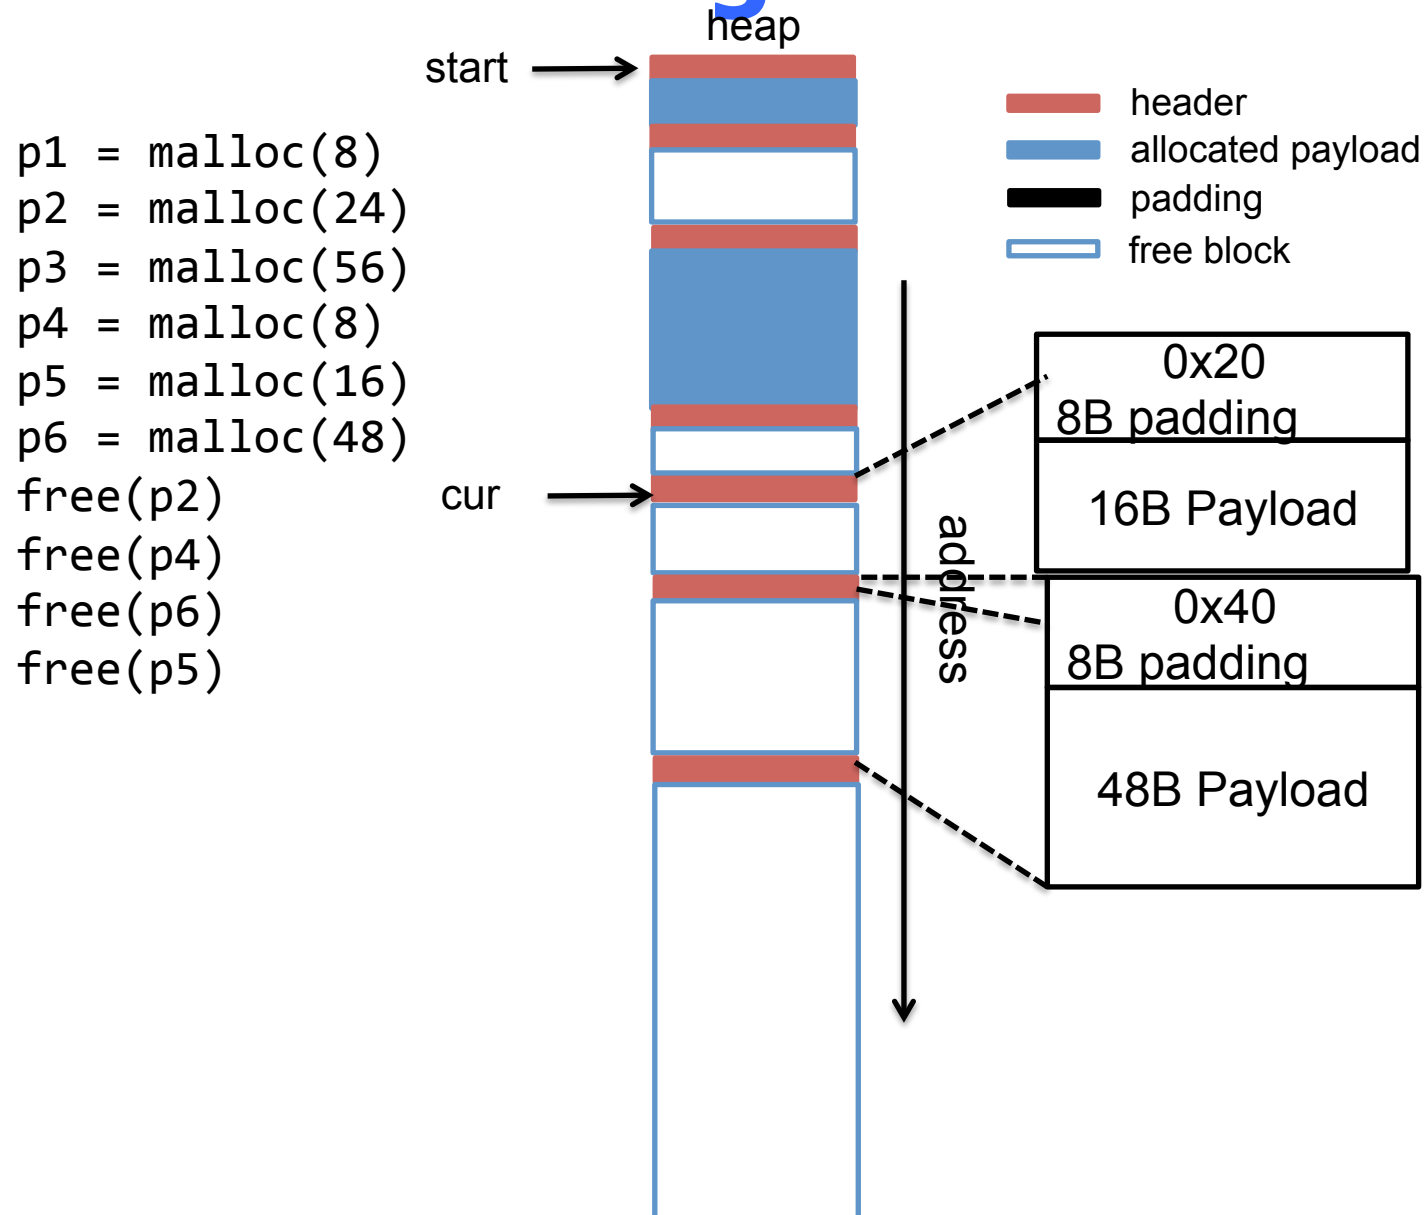 heap
start
header
allocated payload
padding
free block
p1 = malloc(8)
p2 = malloc(24)
p3 = malloc(56)
p4 = malloc(8)
p5 = malloc(16)
p6 = malloc(48)
free(p2)
free(p4)
free(p6)
free(p5)
cur
address
0x20
8B padding
16B Payload
0x40
8B padding
48B Payload